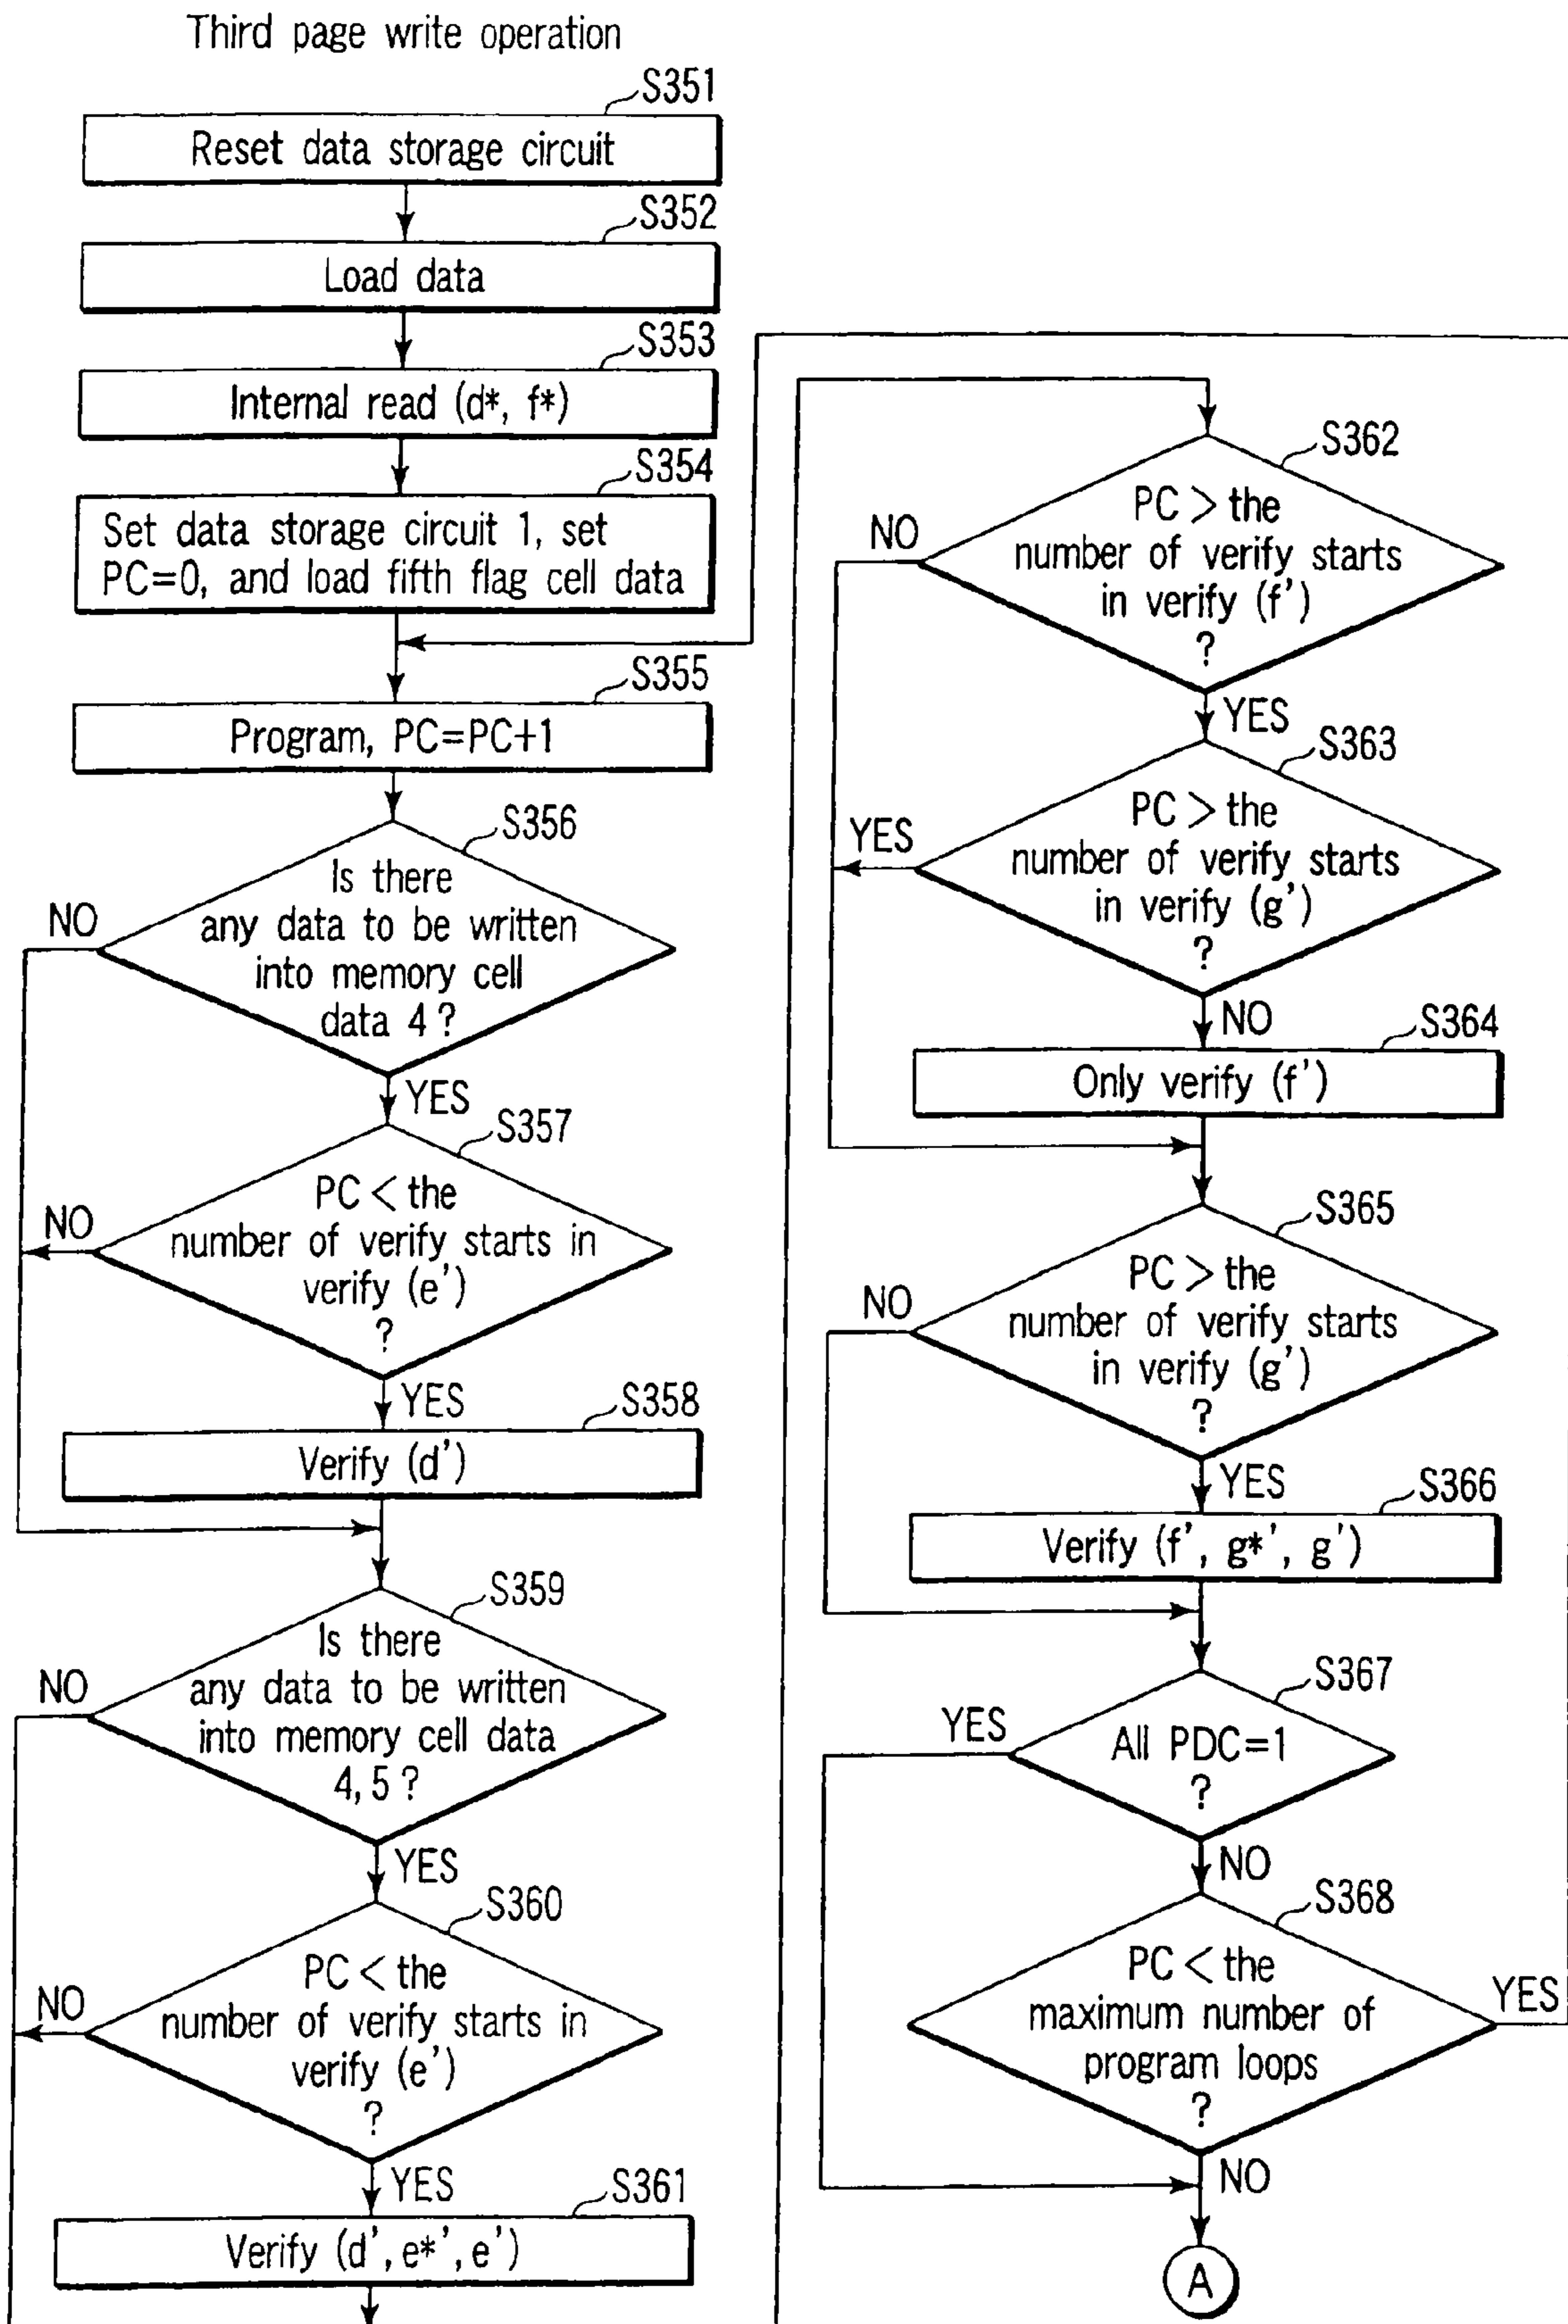 Third page write operation
S351
Reset data storage circuit
S352
Load data
S353
Internal read (d*, f*)
S354
Set data storage circuit 1, set
PC=0, and load fifth flag cell data
S355
Program, PC=PC+1
S356
Is there
any data to be written
into memory cell
data 4 ?
NO
YES
S357
PC < the
number of verify starts in
verify (e')
?
NO
YES
S358
Verify (d')
S359
Is there
any data to be written
into memory cell data
4, 5 ?
NO
YES
S360
PC < the
number of verify starts in
verify (e')
?
NO
YES
S361
Verify (d', e*', e')
S362
PC > the
number of verify starts
in verify (f')
?
NO
YES
S363
PC > the
number of verify starts
in verify (g')
?
YES
NO
S364
Only verify (f')
S365
PC > the
number of verify starts
in verify (g')
?
NO
YES
S366
Verify (f', g*', g')
S367
All PDC=1
?
YES
NO
S368
PC < the
maximum number of
program loops
?
YES
NO
A